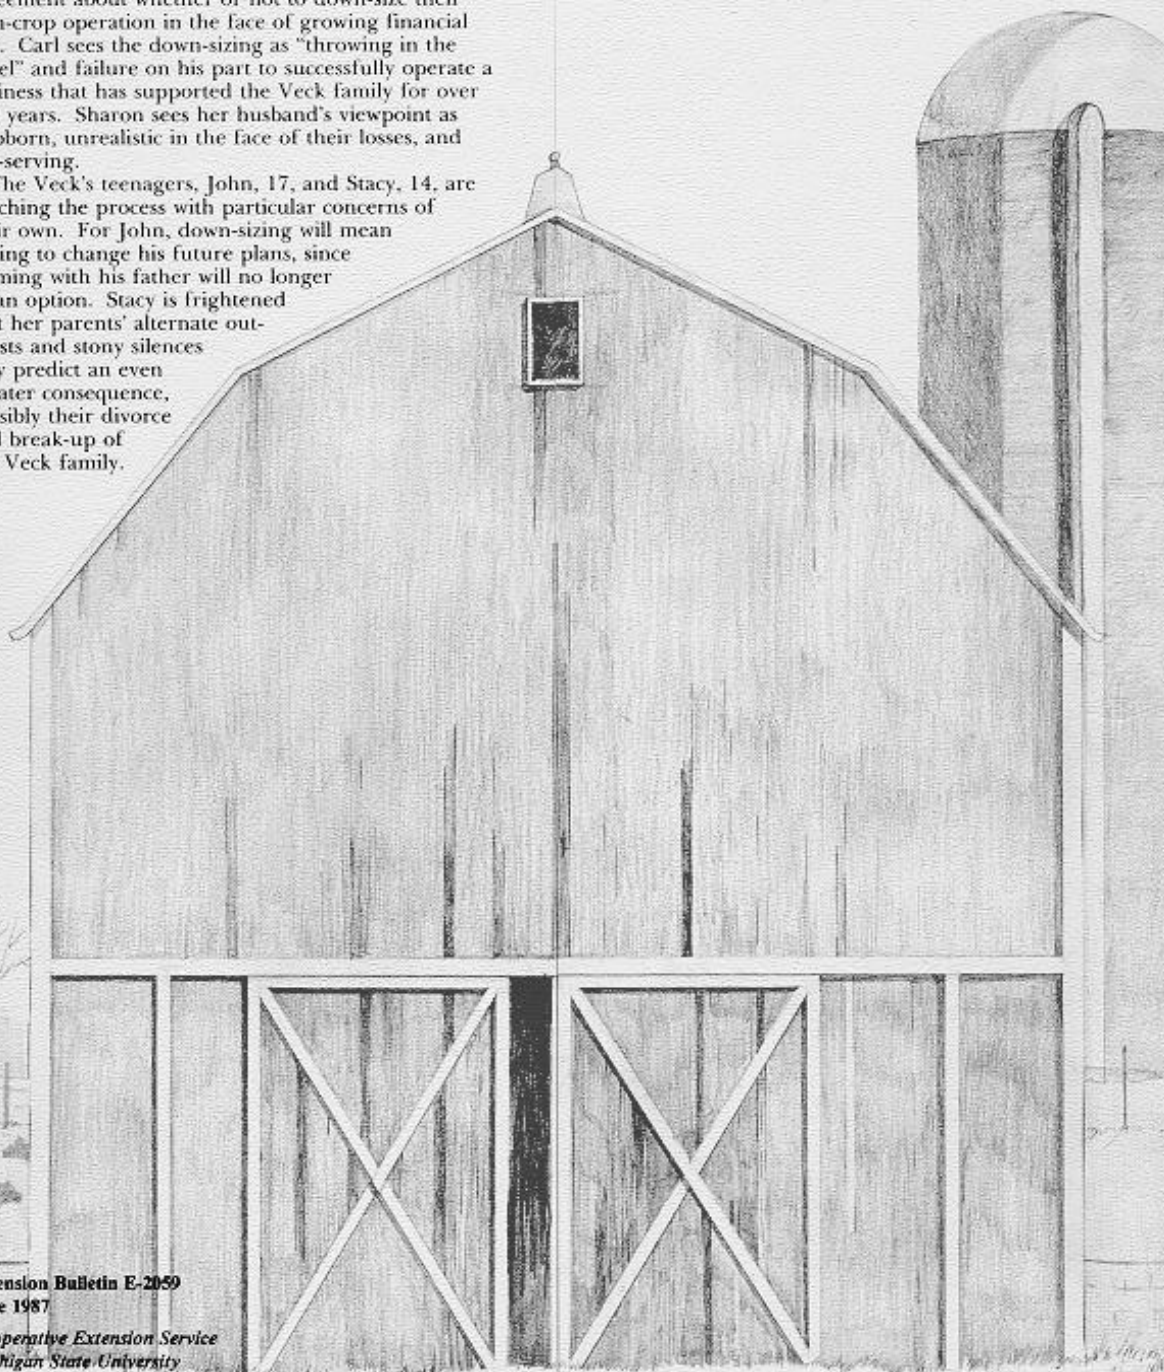 eement about whether or not to down-size their
-crop operation in the face of growing financial
. Carl sees the down-sizing as “throwing in the
el” and failure on his part to successfully operate a
iness that has supported the Veck family for over
years. Sharon sees her husband’s viewpoint as
born, unrealistic in the face of their losses, and
-serving.
The Veck’s teenagers, John, 17, and Stacy, 14, are
ching the process with particular concerns of
ir own. For John, down-sizing will mean
ing to change his future plans, since
ming with his father will no longer
an option. Stacy is frightened
t her parents’ alternate out-
sts and stony silences
y predict an even
ater consequence,
sibly their divorce
break-up of
Veck family.
ension Bulletin E-2059
e 1987
operative Extension Service
higan State University